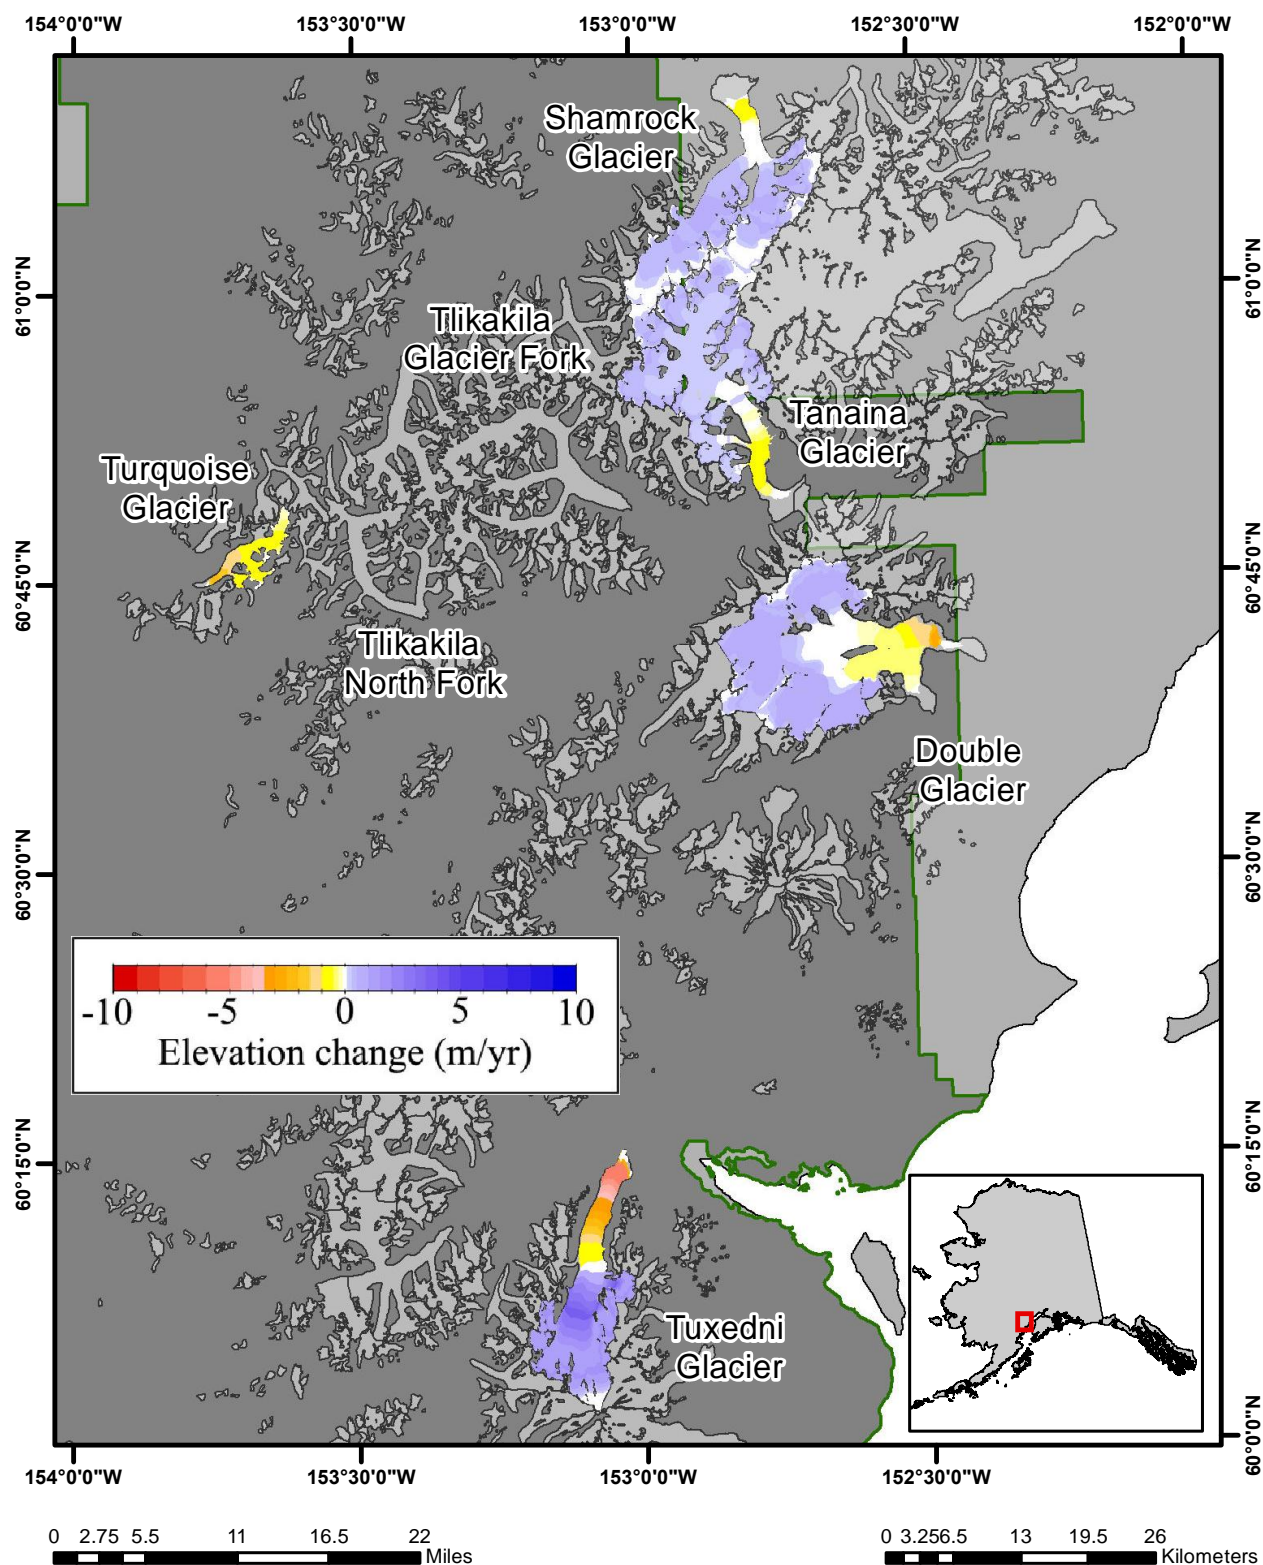 154°0'0"W 153°30'0"W 153°0'0"W 152°30'0"W 152°0'0"W
Shamrock
Glacier
61°0'0"N 61°0'0"N
Tlikakila
Glacier Fork
Tanaina
Glacier
Turquoise
Glacier
60°45'0"N 60°45'0"N
Tlikakila
North Fork
Double
Glacier
60°30'0"N 60°30'0"N
-10 -5 0 5 10
Elevation change (m/yr)
60°15'0"N 60°15'0"N
Tuxedni
Glacier
60°0'0"N
154°0'0"W 153°30'0"W 153°0'0"W 152°30'0"W
0 2.75 5.5 11 16.5 22
Miles
0 3.25 6.5 13 19.5 26
Kilometers